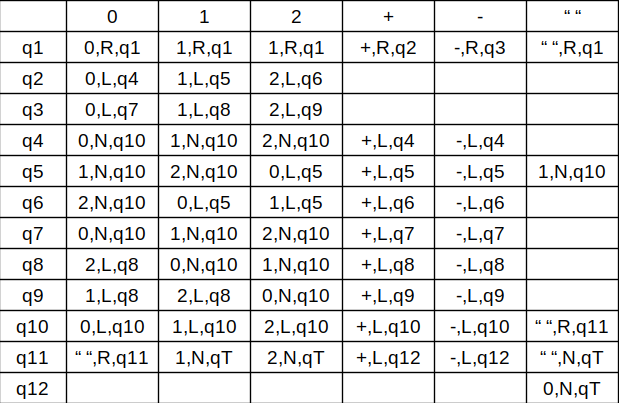 0 1 2 + - “ “
q1 0,R,q1 1,R,q1 1,R,q1 +,R,q2 -,R,q3 “ “,R,q1
q2 0,L,q4 1,L,q5 2,L,q6
q3 0,L,q7 1,L,q8 2,L,q9
q4 0,N,q10 1,N,q10 2,N,q10 +,L,q4 -,L,q4
q5 1,N,q10 2,N,q10 0,L,q5 +,L,q5 -,L,q5 1,N,q10
q6 2,N,q10 0,L,q5 1,L,q5 +,L,q6 -,L,q6
q7 0,N,q10 1,N,q10 2,N,q10 +,L,q7 -,L,q7
q8 2,L,q8 0,N,q10 1,N,q10 +,L,q8 -,L,q8
q9 1,L,q8 2,L,q8 0,N,q10 +,L,q9 -,L,q9
q10 0,L,q10 1,L,q10 2,L,q10 +,L,q10 -,L,q10 “ “,R,q11
q11 “ “,R,q11 1,N,qT 2,N,qT +,L,q12 -,L,q12 “ “,N,qT
q12 0,N,qT